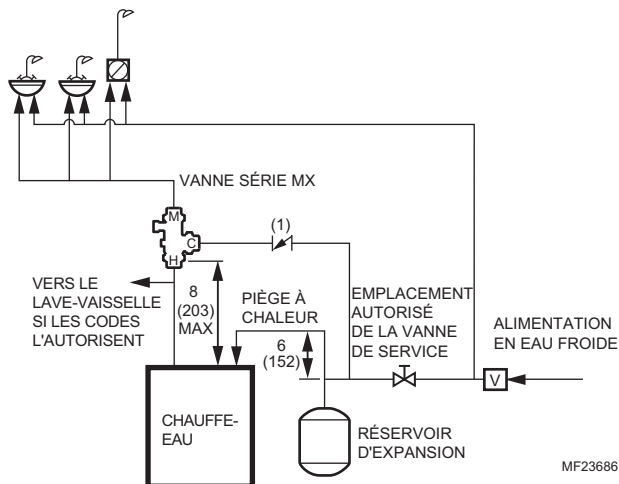 VANNE SÉRIE MX
M
(1)
C
H
VERS LE
LAVE-VAISSELLE
SI LES CODES
L'AUTORISENT
8
(203)
MAX
PIÈGE À
CHALEUR
6
(152)
EMPLACEMENT
AUTORISÉ
DE LA VANNE
DE SERVICE
ALIMENTATION
EN EAU FROIDE
V
CHAUFFE-
EAU
RÉSERVOIR
D'EXPANSION
MF23686